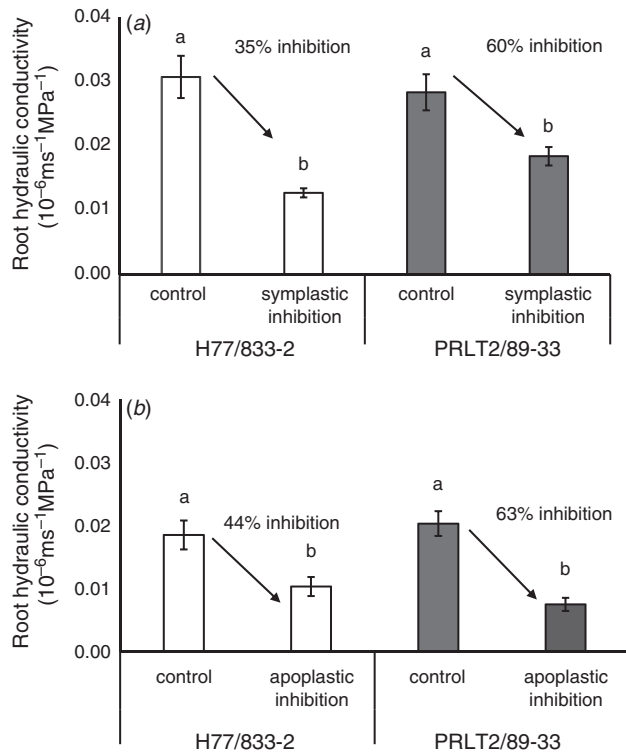 (a)
Root hydraulic conductivity
(10⁻⁶ms⁻¹MPa⁻¹)
0.04
0.03
0.02
0.01
0.00
a
35% inhibition
b
a
60% inhibition
b
control
symplastic
inhibition
control
symplastic
inhibition
H77/833-2
PRLT2/89-33
(b)
Root hydraulic conductivity
(10⁻⁶ms⁻¹MPa⁻¹)
0.04
0.03
0.02
0.01
0.00
a
44% inhibition
b
a
63% inhibition
b
control
apoplastic
inhibition
control
apoplastic
inhibition
H77/833-2
PRLT2/89-33